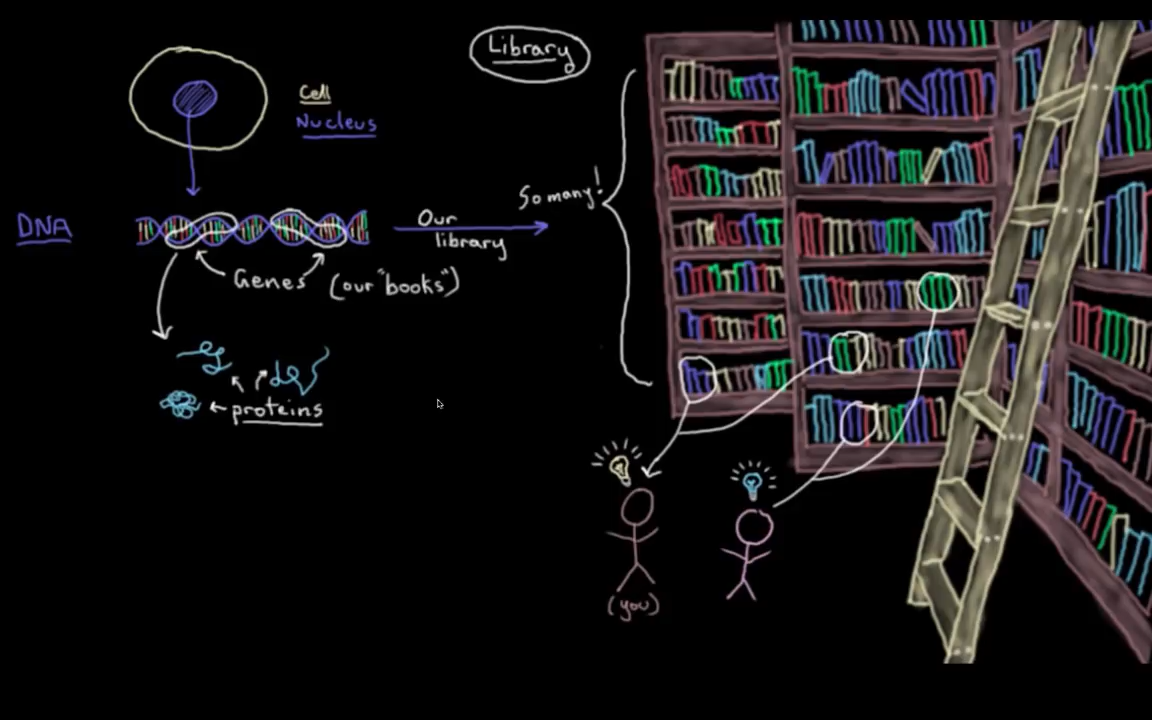 Library
Cell
Nucleus
So many!
DNA
Our
library
Genes (our "books")
proteins
(you)